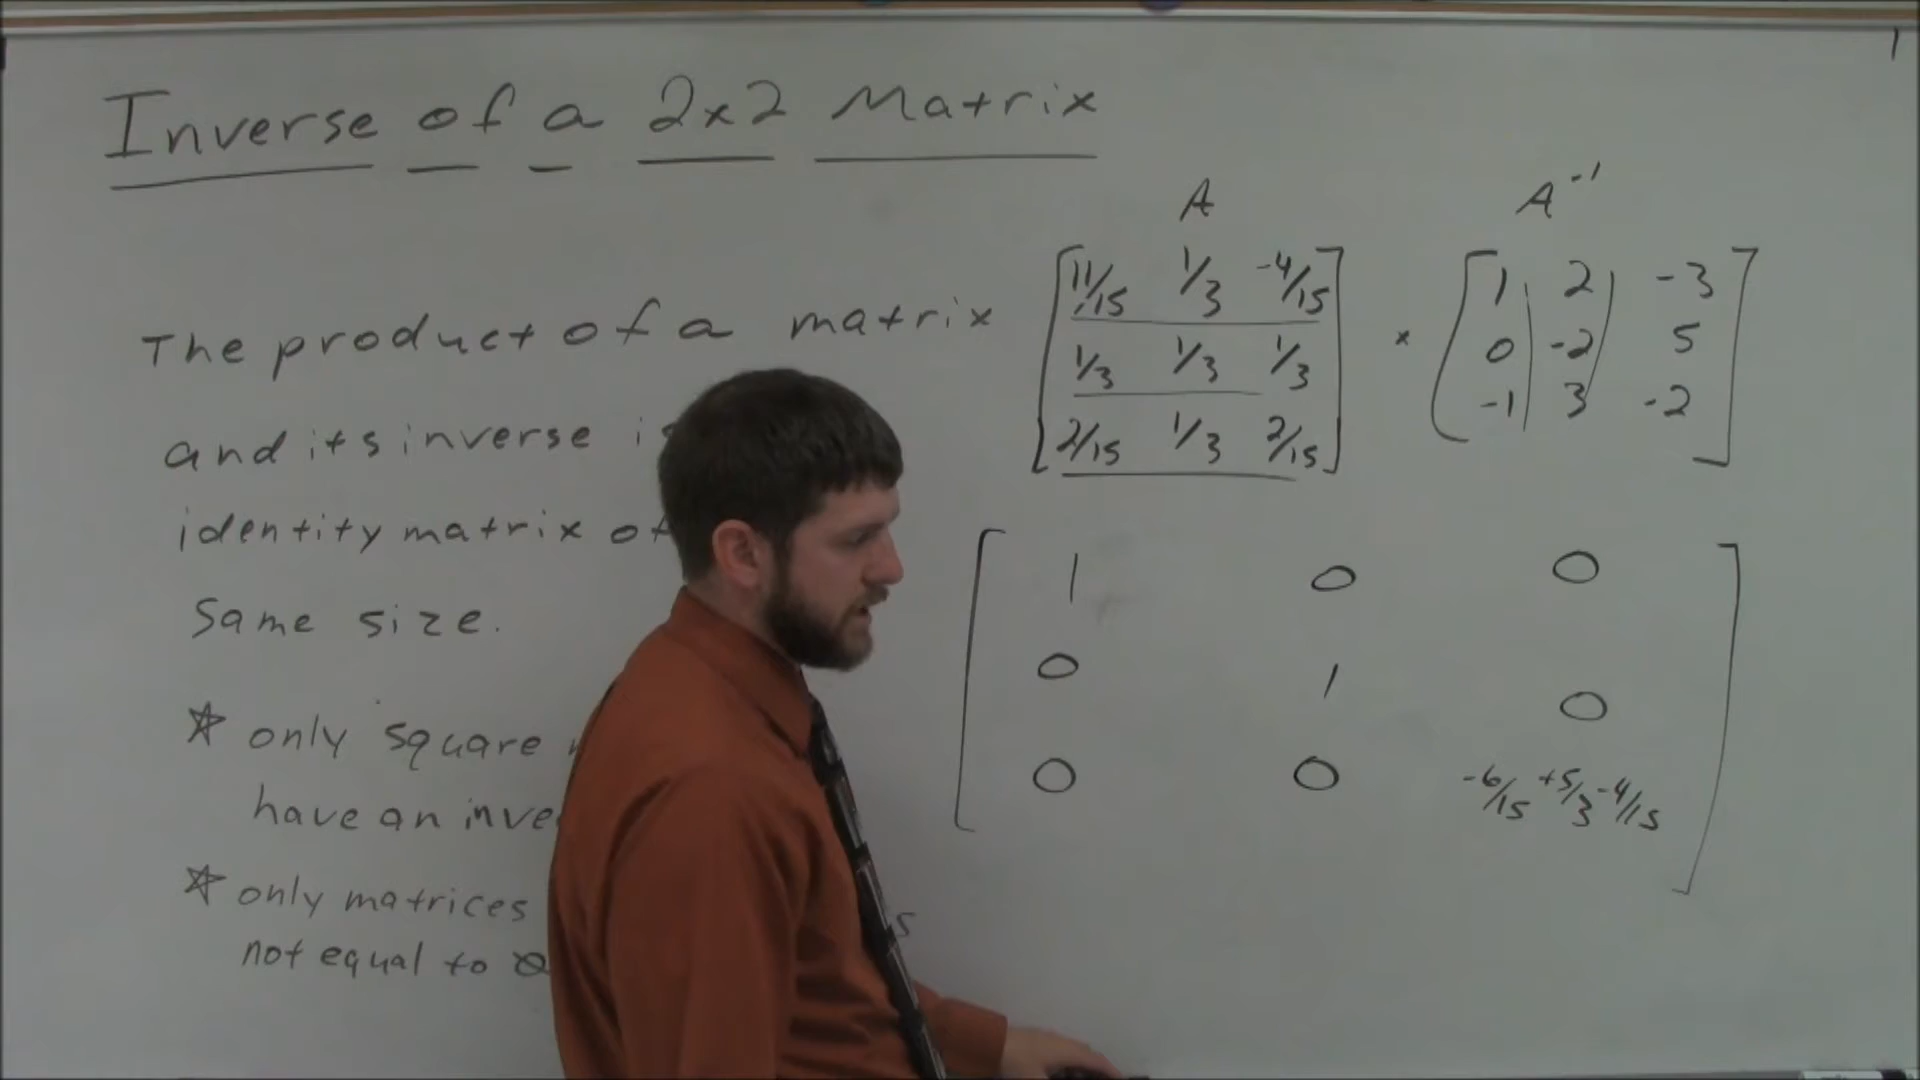 Inverse of a 2x2 Matrix
The product of a matrix
and its inverse
identity matrix of
same size.
☆ only square
have an
☆ only matrices
not equal to 0
A A⁻¹
11/15 1/3 -4/15 x 1 2 -3
1/3 1/3 1/3 0 -2 5
2/15 1/3 2/15 -1 3 -2
1 0 0
0 1 0
0 0 -6/15 +5/3 -4/15